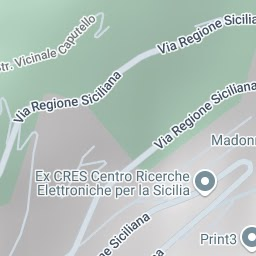 str. Vicinale Caputello
Via Regione Siciliana
Via Regione Siciliana
Via Regione Siciliana
Madonn
Ex CRES Centro Ricerche
Elettroniche per la Sicilia
Siciliana
Print3